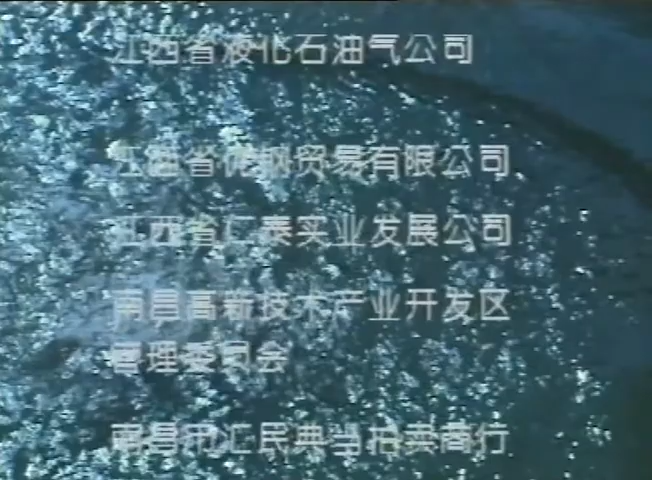 江西省液化石油气公司
江西省优钢贸易有限公司
江西省仁泰实业发展公司
南昌高新技术产业开发区
管理委员会
南昌市汇民典当拍卖商行